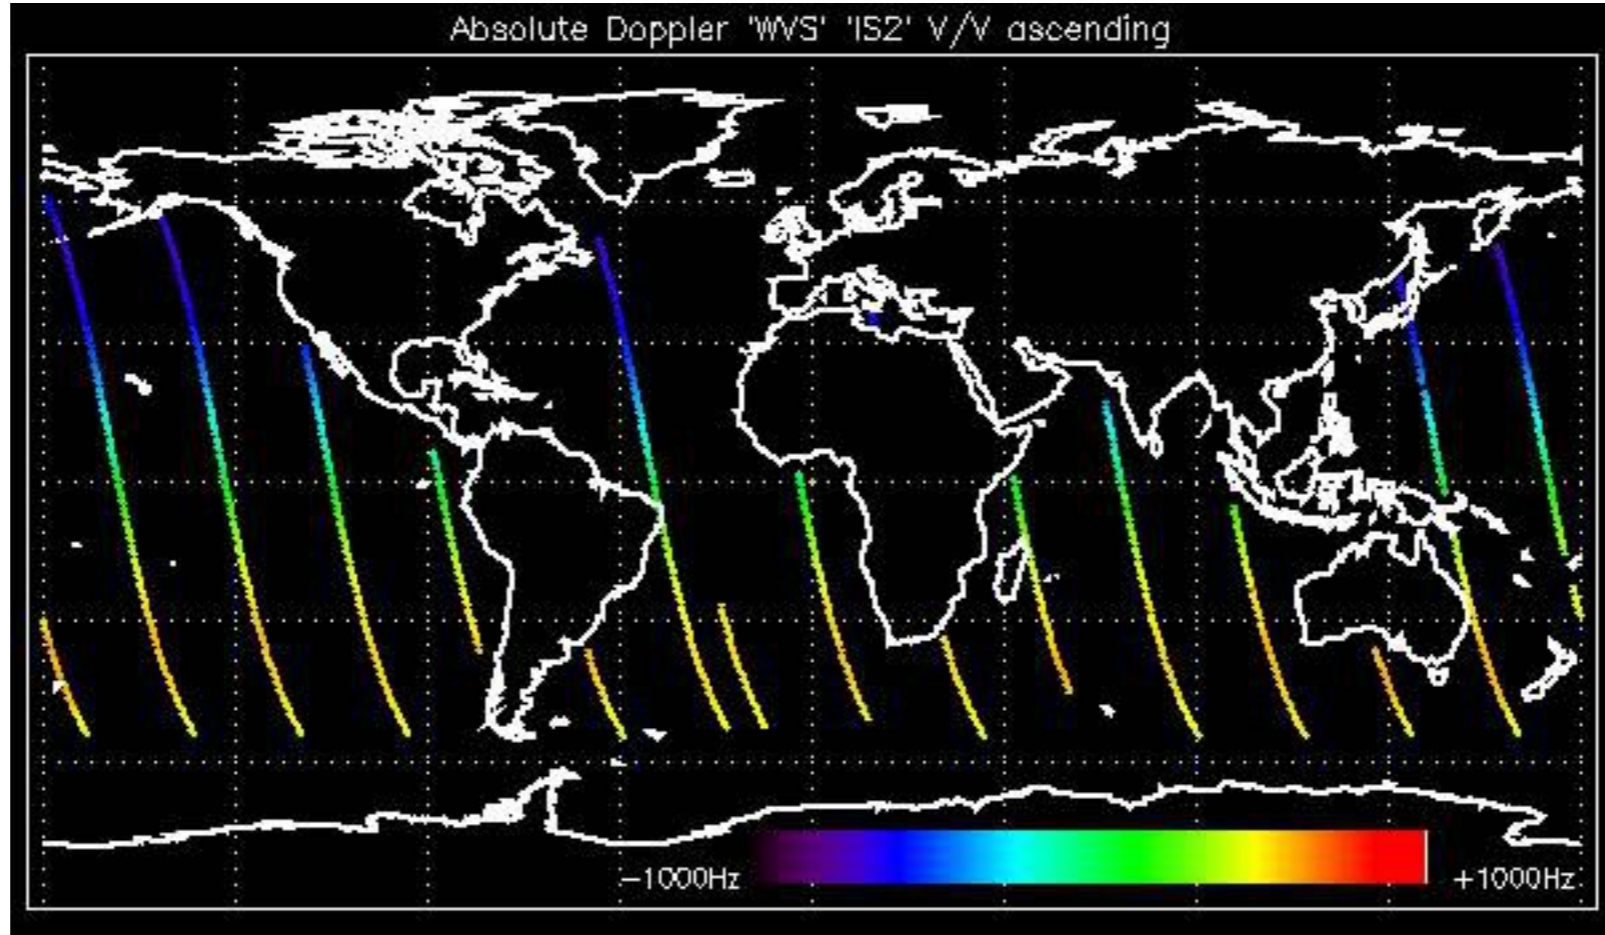 Absolute Doppler 'WVS' 'IS2' V/V ascending
−1000Hz +1000Hz